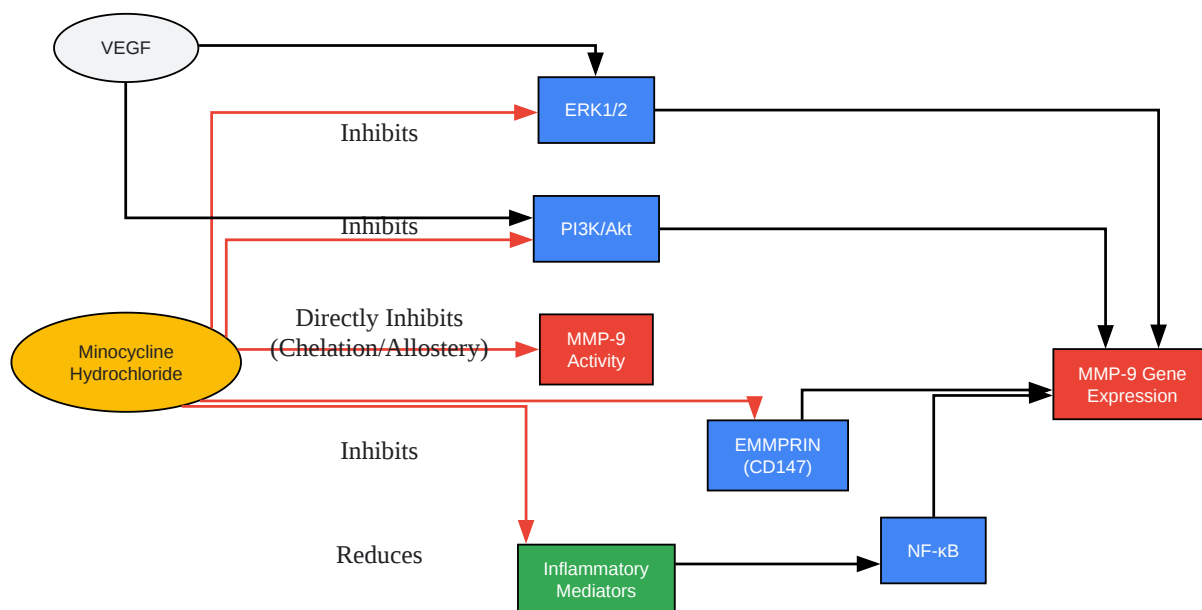 VEGF
ERK1/2
Inhibits
PI3K/Akt
Inhibits
Directly Inhibits
(Chelation/Allostery)
MMP-9
Activity
Minocycline
Hydrochloride
MMP-9 Gene
Expression
EMMPRIN
(CD147)
Inhibits
NF-κB
Reduces
Inflammatory
Mediators